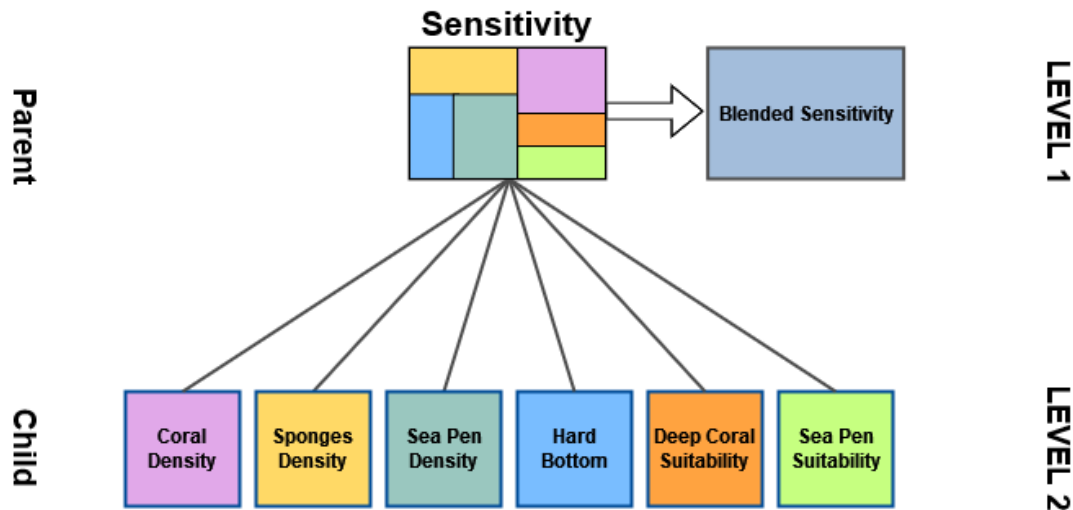 Sensitivity
Parent
Blended Sensitivity
LEVEL 1
Child
Coral
Density
Sponges
Density
Sea Pen
Density
Hard
Bottom
Deep Coral
Suitability
Sea Pen
Suitability
LEVEL 2